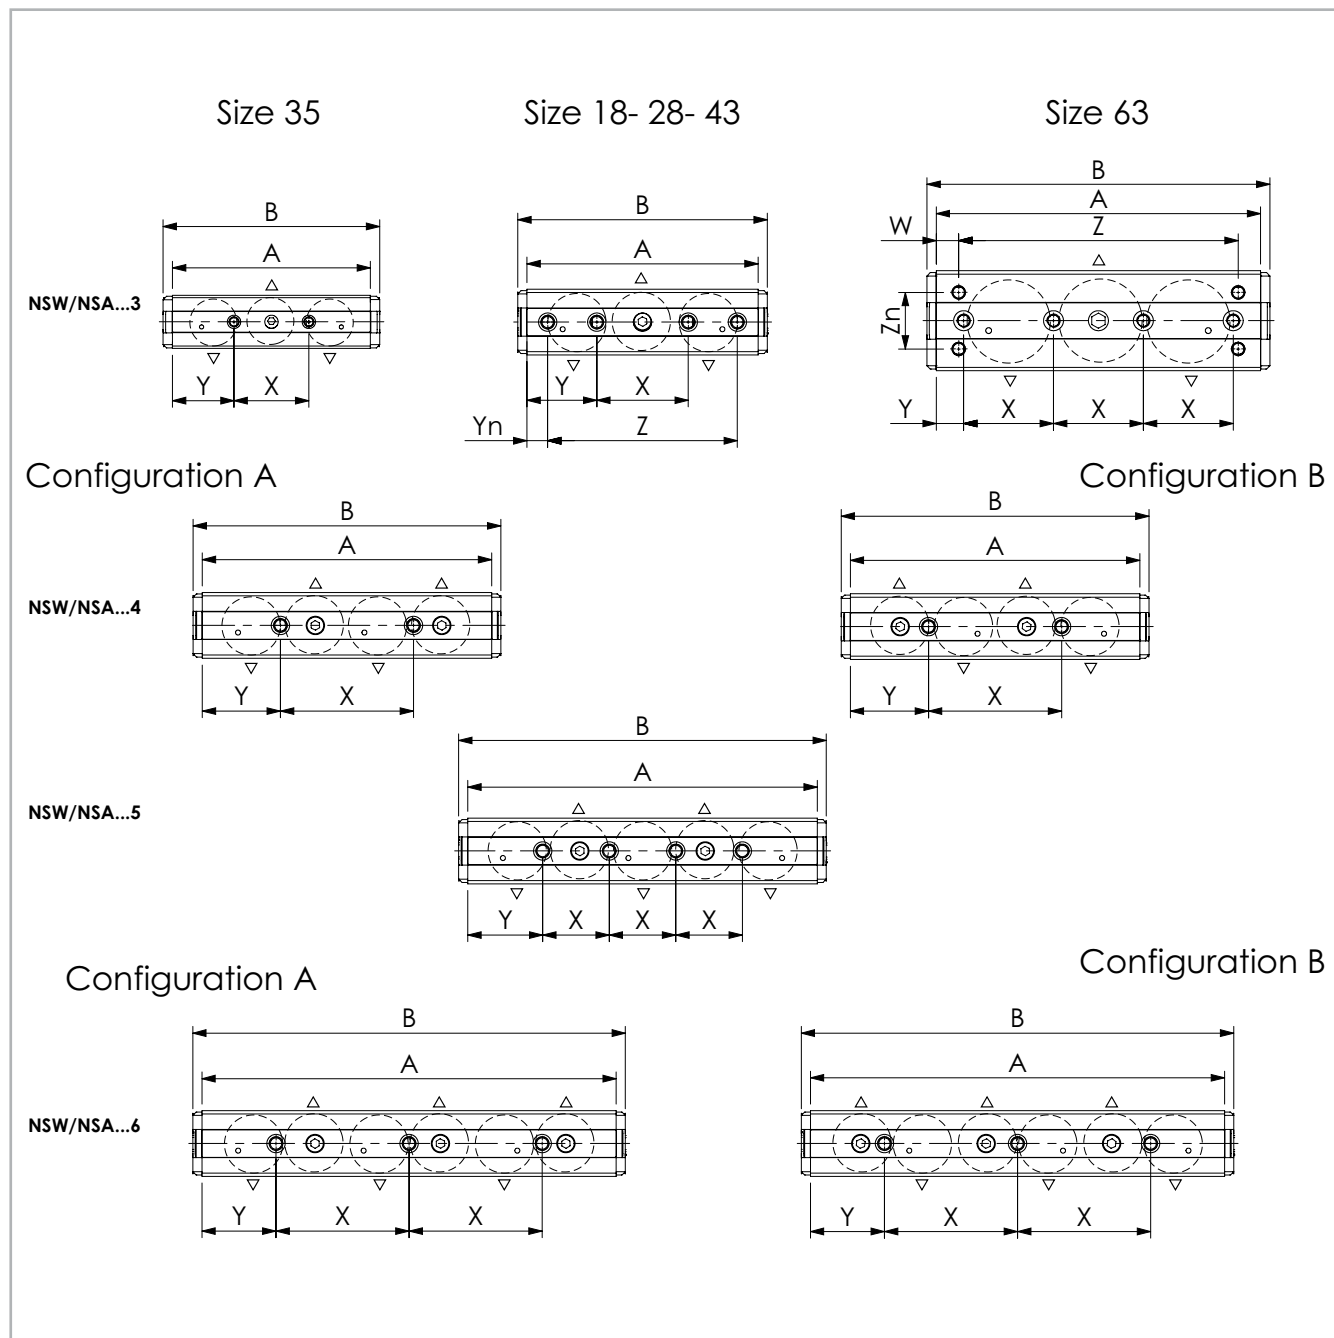 Size 35
Size 18- 28- 43
Size 63
B
A
NSW/NSA...3
Y
X
B
A
Y
X
Yn
Z
B
A
W
Z
Zn
Y
X
X
X
Configuration A
Configuration B
B
A
NSW/NSA...4
Y
X
B
A
Y
X
B
A
NSW/NSA...5
Y
X
X
X
Configuration A
Configuration B
B
A
NSW/NSA...6
Y
X
X
B
A
Y
X
X